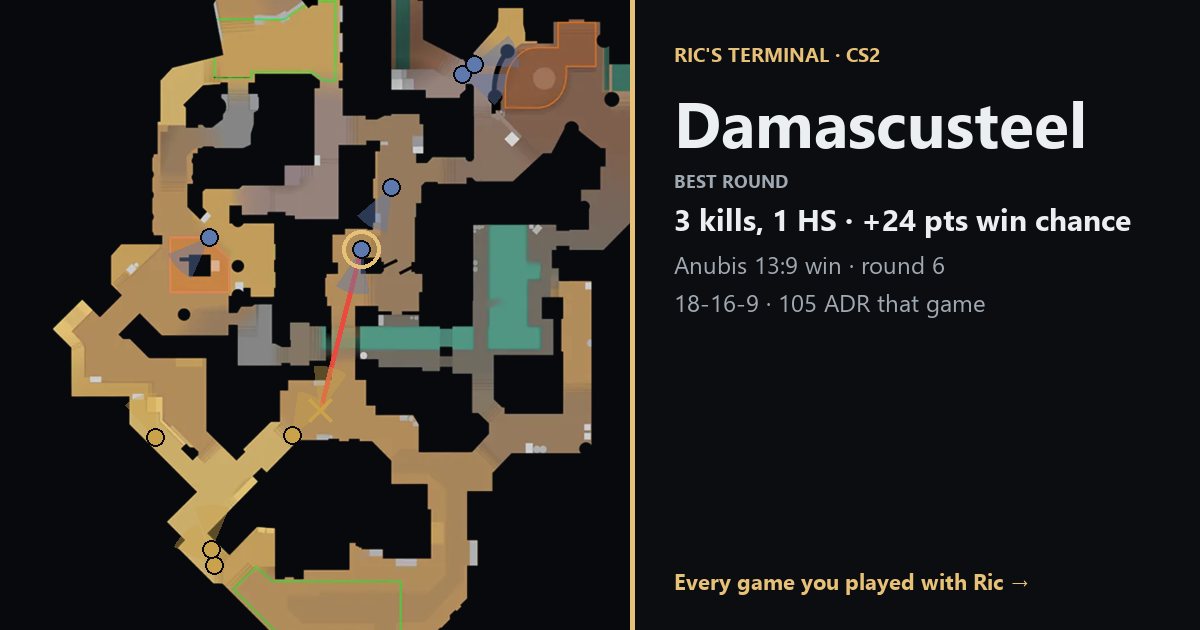 RIC'S TERMINAL · CS2
Damascusteel
BEST ROUND
3 kills, 1 HS · +24 pts win chance
Anubis 13:9 win · round 6
18-16-9 · 105 ADR that game
Every game you played with Ric →